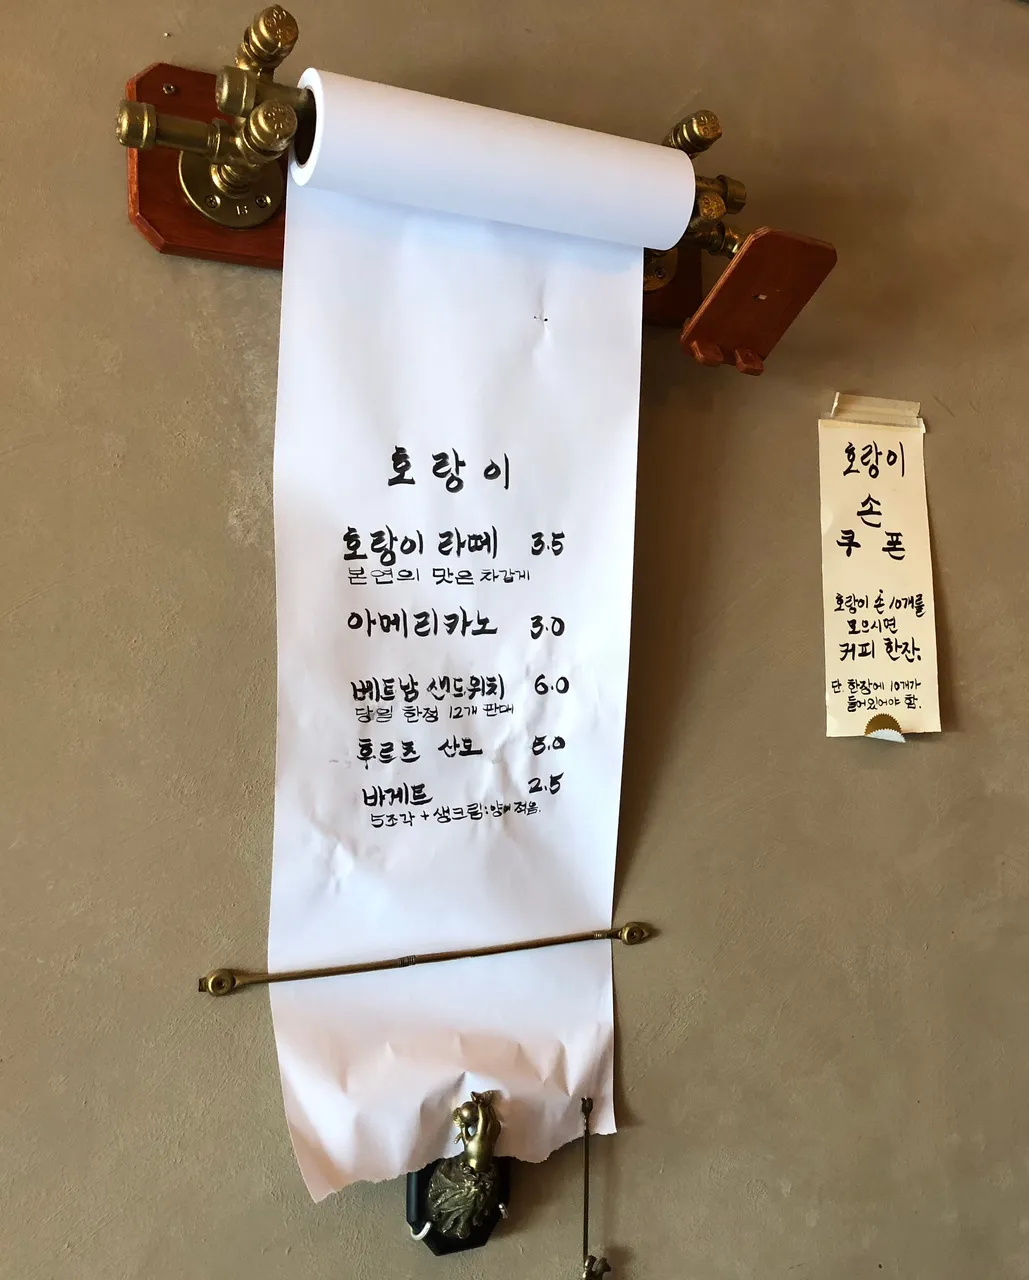 호랑이
호랑이 라떼 3.5
본연의 맛은 차갑게
아메리카노 3.0
베트남 샌드위치 6.0
당일 한정 12개 판매
후르츠 산도 5.0
바게트 2.5
5조각 + 생크림:양이 적음.
호랑이
손
쿠폰
호랑이 손 10개를
모으시면
커피 한잔.
단 한장에 10개가
들어있어야 함.